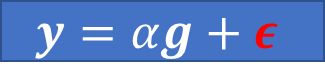 y = αg + ϵ